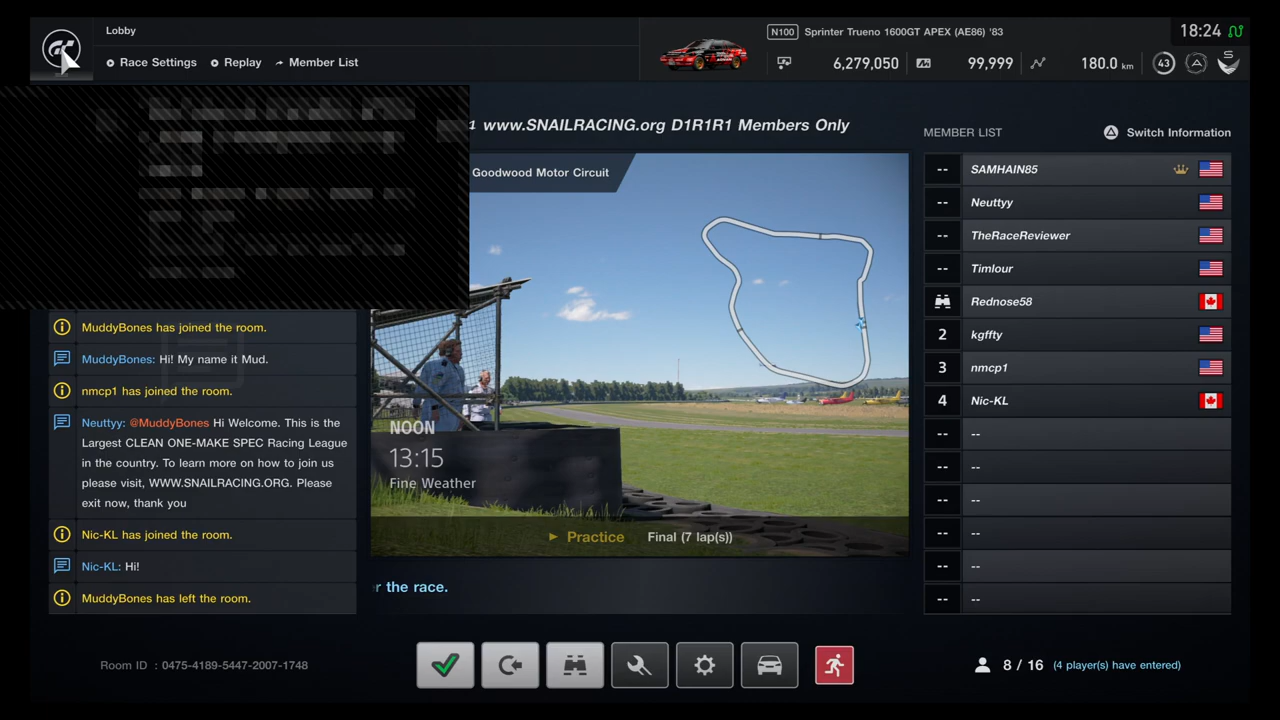 Lobby
Race Settings
Replay
Member List
N100
Sprinter Trueno 1600GT APEX (AE86) '83
6,279,050
99,999
180.0 km
43
A
S
18:24
1 www.SNAILRACING.org D1R1R1 Members Only
Goodwood Motor Circuit
MuddyBones has joined the room.
MuddyBones: Hi! My name it Mud.
nmcp1 has joined the room.
Neuttyy: @MuddyBones Hi Welcome. This is the
Largest CLEAN ONE-MAKE SPEC Racing League
in the country. To learn more on how to join us
please visit, WWW.SNAILRACING.ORG. Please
exit now, thank you
Nic-KL has joined the room.
Nic-KL: Hi!
MuddyBones has left the room.
NOON
13:15
Fine Weather
Practice
Final (7 lap(s))
r the race.
MEMBER LIST
Switch Information
-- SAMHAIN85
-- Neuttyy
-- TheRaceReviewer
-- Timlour
Rednose58
2 kgffty
3 nmcp1
4 Nic-KL
-- --
-- --
-- --
-- --
-- --
-- --
Room ID : 0475-4189-5447-2007-1748
8 / 16
(4 player(s) have entered)